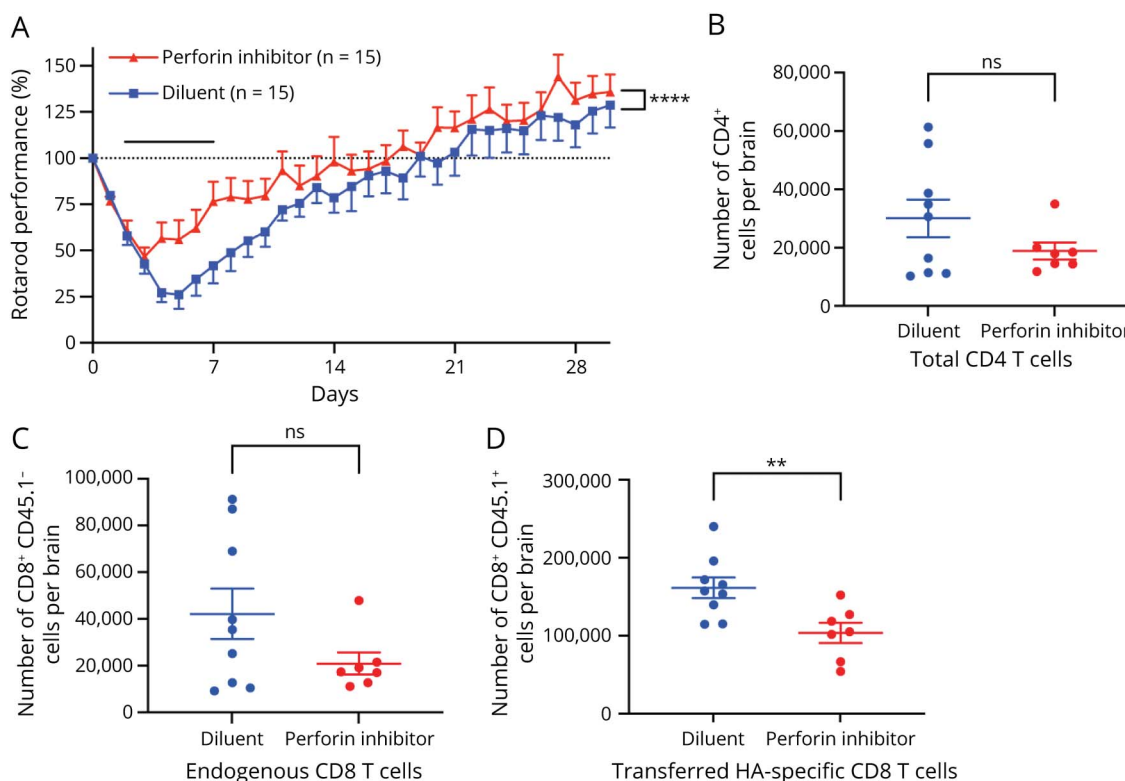 A
Rotarod performance (%)
150
125
100
75
50
25
0
Perforin inhibitor (n = 15)
Diluent (n = 15)
****
0 7 14 21 28
Days
B
Number of CD4⁺
cells per brain
80,000
60,000
40,000
20,000
0
ns
Diluent Perforin inhibitor
Total CD4 T cells
C
Number of CD8⁺ CD45.1⁻
cells per brain
100,000
80,000
60,000
40,000
20,000
0
ns
Diluent Perforin inhibitor
Endogenous CD8 T cells
D
Number of CD8⁺ CD45.1⁺
cells per brain
300,000
200,000
100,000
0
**
Diluent Perforin inhibitor
Transferred HA-specific CD8 T cells